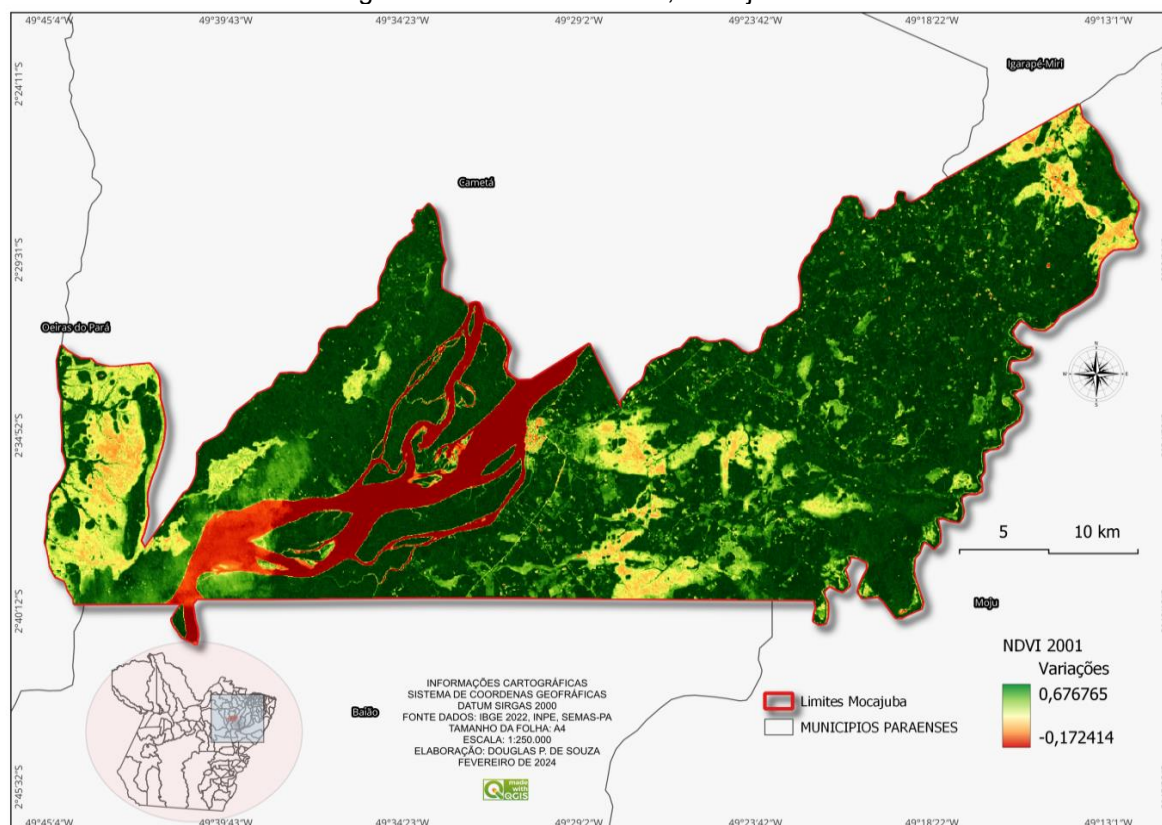 49°45'4"W 49°39'43"W 49°34'23"W 49°29'2"W 49°23'42"W 49°18'22"W 49°13'1"W
2°24'11"S
Igarapé-Miri
Cametá
2°29'31"S
Oeiras do Pará
2°34'52"S
N
5 10 km
2°40'12"S
Moju
NDVI 2001
Variações
0,676765
-0,172414
INFORMAÇÕES CARTOGRÁFICAS
SISTEMA DE COORDENAS GEOFRÁFICAS
DATUM SIRGAS 2000
FONTE DADOS: IBGE 2022, INPE, SEMAS-PA
TAMANHO DA FOLHA: A4
ESCALA: 1:250.000
ELABORAÇÃO: DOUGLAS P. DE SOUZA
FEVEREIRO DE 2024
Baião
Limites Mocajuba
MUNICIPIOS PARAENSES
made
with
QGIS
2°45'32"S
49°45'4"W 49°39'43"W 49°34'23"W 49°29'2"W 49°23'42"W 49°18'22"W 49°13'1"W